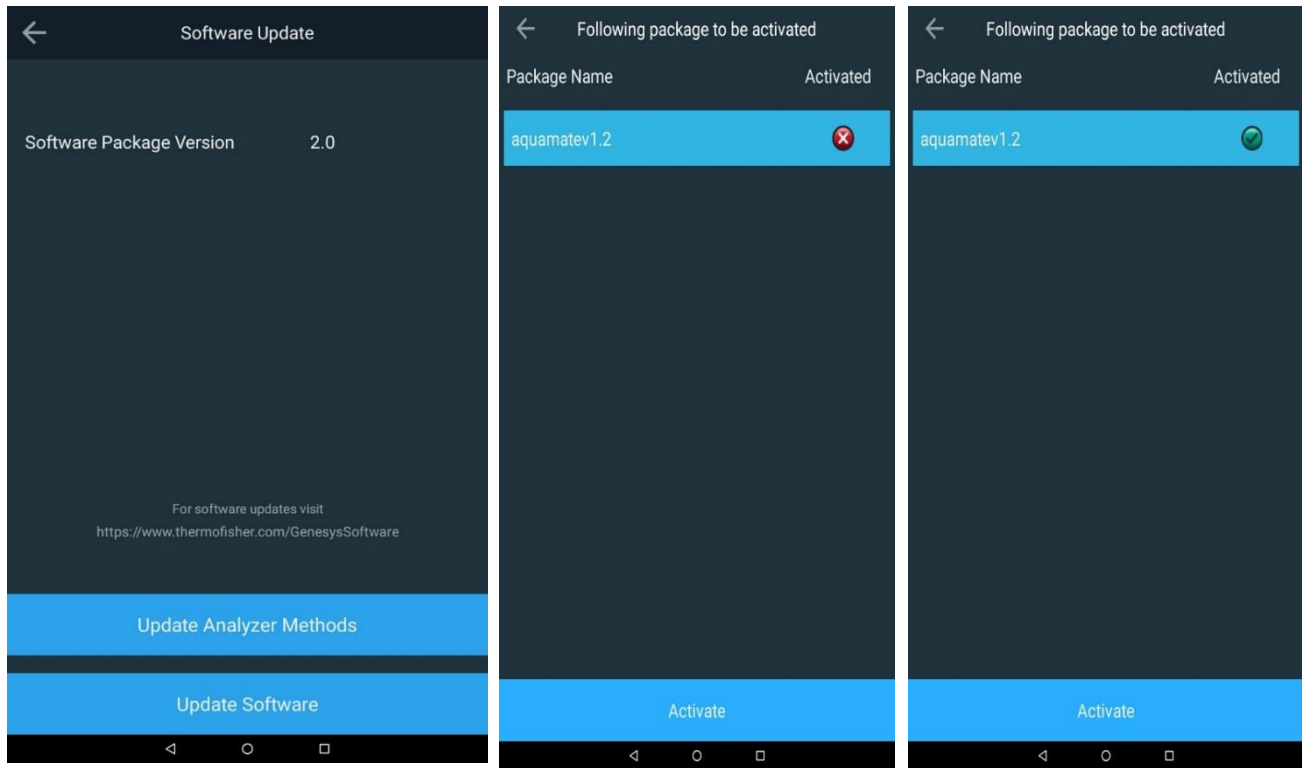 Software Update
Software Package Version 2.0
For software updates visit
https://www.thermofisher.com/GenesysSoftware
Update Analyzer Methods
Update Software
Following package to be activated
Package Name Activated
aquamatev1.2
Activate
Following package to be activated
Package Name Activated
aquamatev1.2
Activate